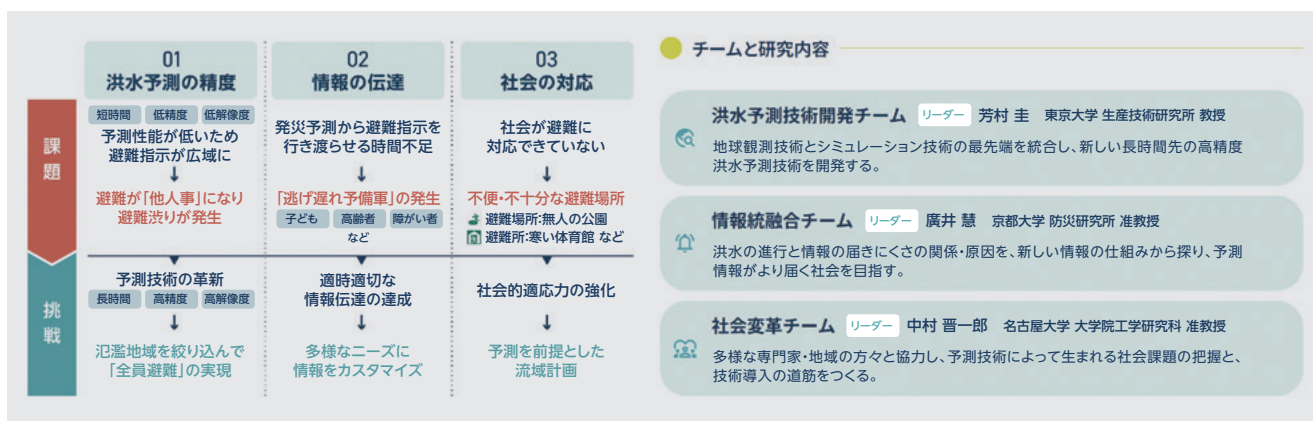 01
洪水予測の精度
02
情報の伝達
03
社会の対応
課題
短時間 低精度 低解像度
予測性能が低いため
避難指示が広域に
↓
避難が「他人事」になり
避難渋りが発生
発災予測から避難指示を
行き渡らせる時間不足
↓
「逃げ遅れ予備軍」の発生
子ども 高齢者 障がい者
など
社会が避難に
対応できていない
↓
不便・不十分な避難場所
避難場所:無人の公園
避難所:寒い体育館 など
挑戦
予測技術の革新
長時間 高精度 高解像度
↓
氾濫地域を絞り込んで
「全員避難」の実現
適時適切な
情報伝達の達成
↓
多様なニーズに
情報をカスタマイズ
社会的適応力の強化
↓
予測を前提とした
流域計画
チームと研究内容
洪水予測技術開発チーム リーダー 芳村 圭 東京大学 生産技術研究所 教授
地球観測技術とシミュレーション技術の最先端を統合し、新しい長時間先の高精度
洪水予測技術を開発する。
情報統融合チーム リーダー 廣井 慧 京都大学 防災研究所 准教授
洪水の進行と情報の届きにくさの関係・原因を、新しい情報の仕組みから探り、予測
情報がより届く社会を目指す。
社会変革チーム リーダー 中村 晋一郎 名古屋大学 大学院工学研究科 准教授
多様な専門家・地域の方々と協力し、予測技術によって生まれる社会課題の把握と、
技術導入の道筋をつくる。